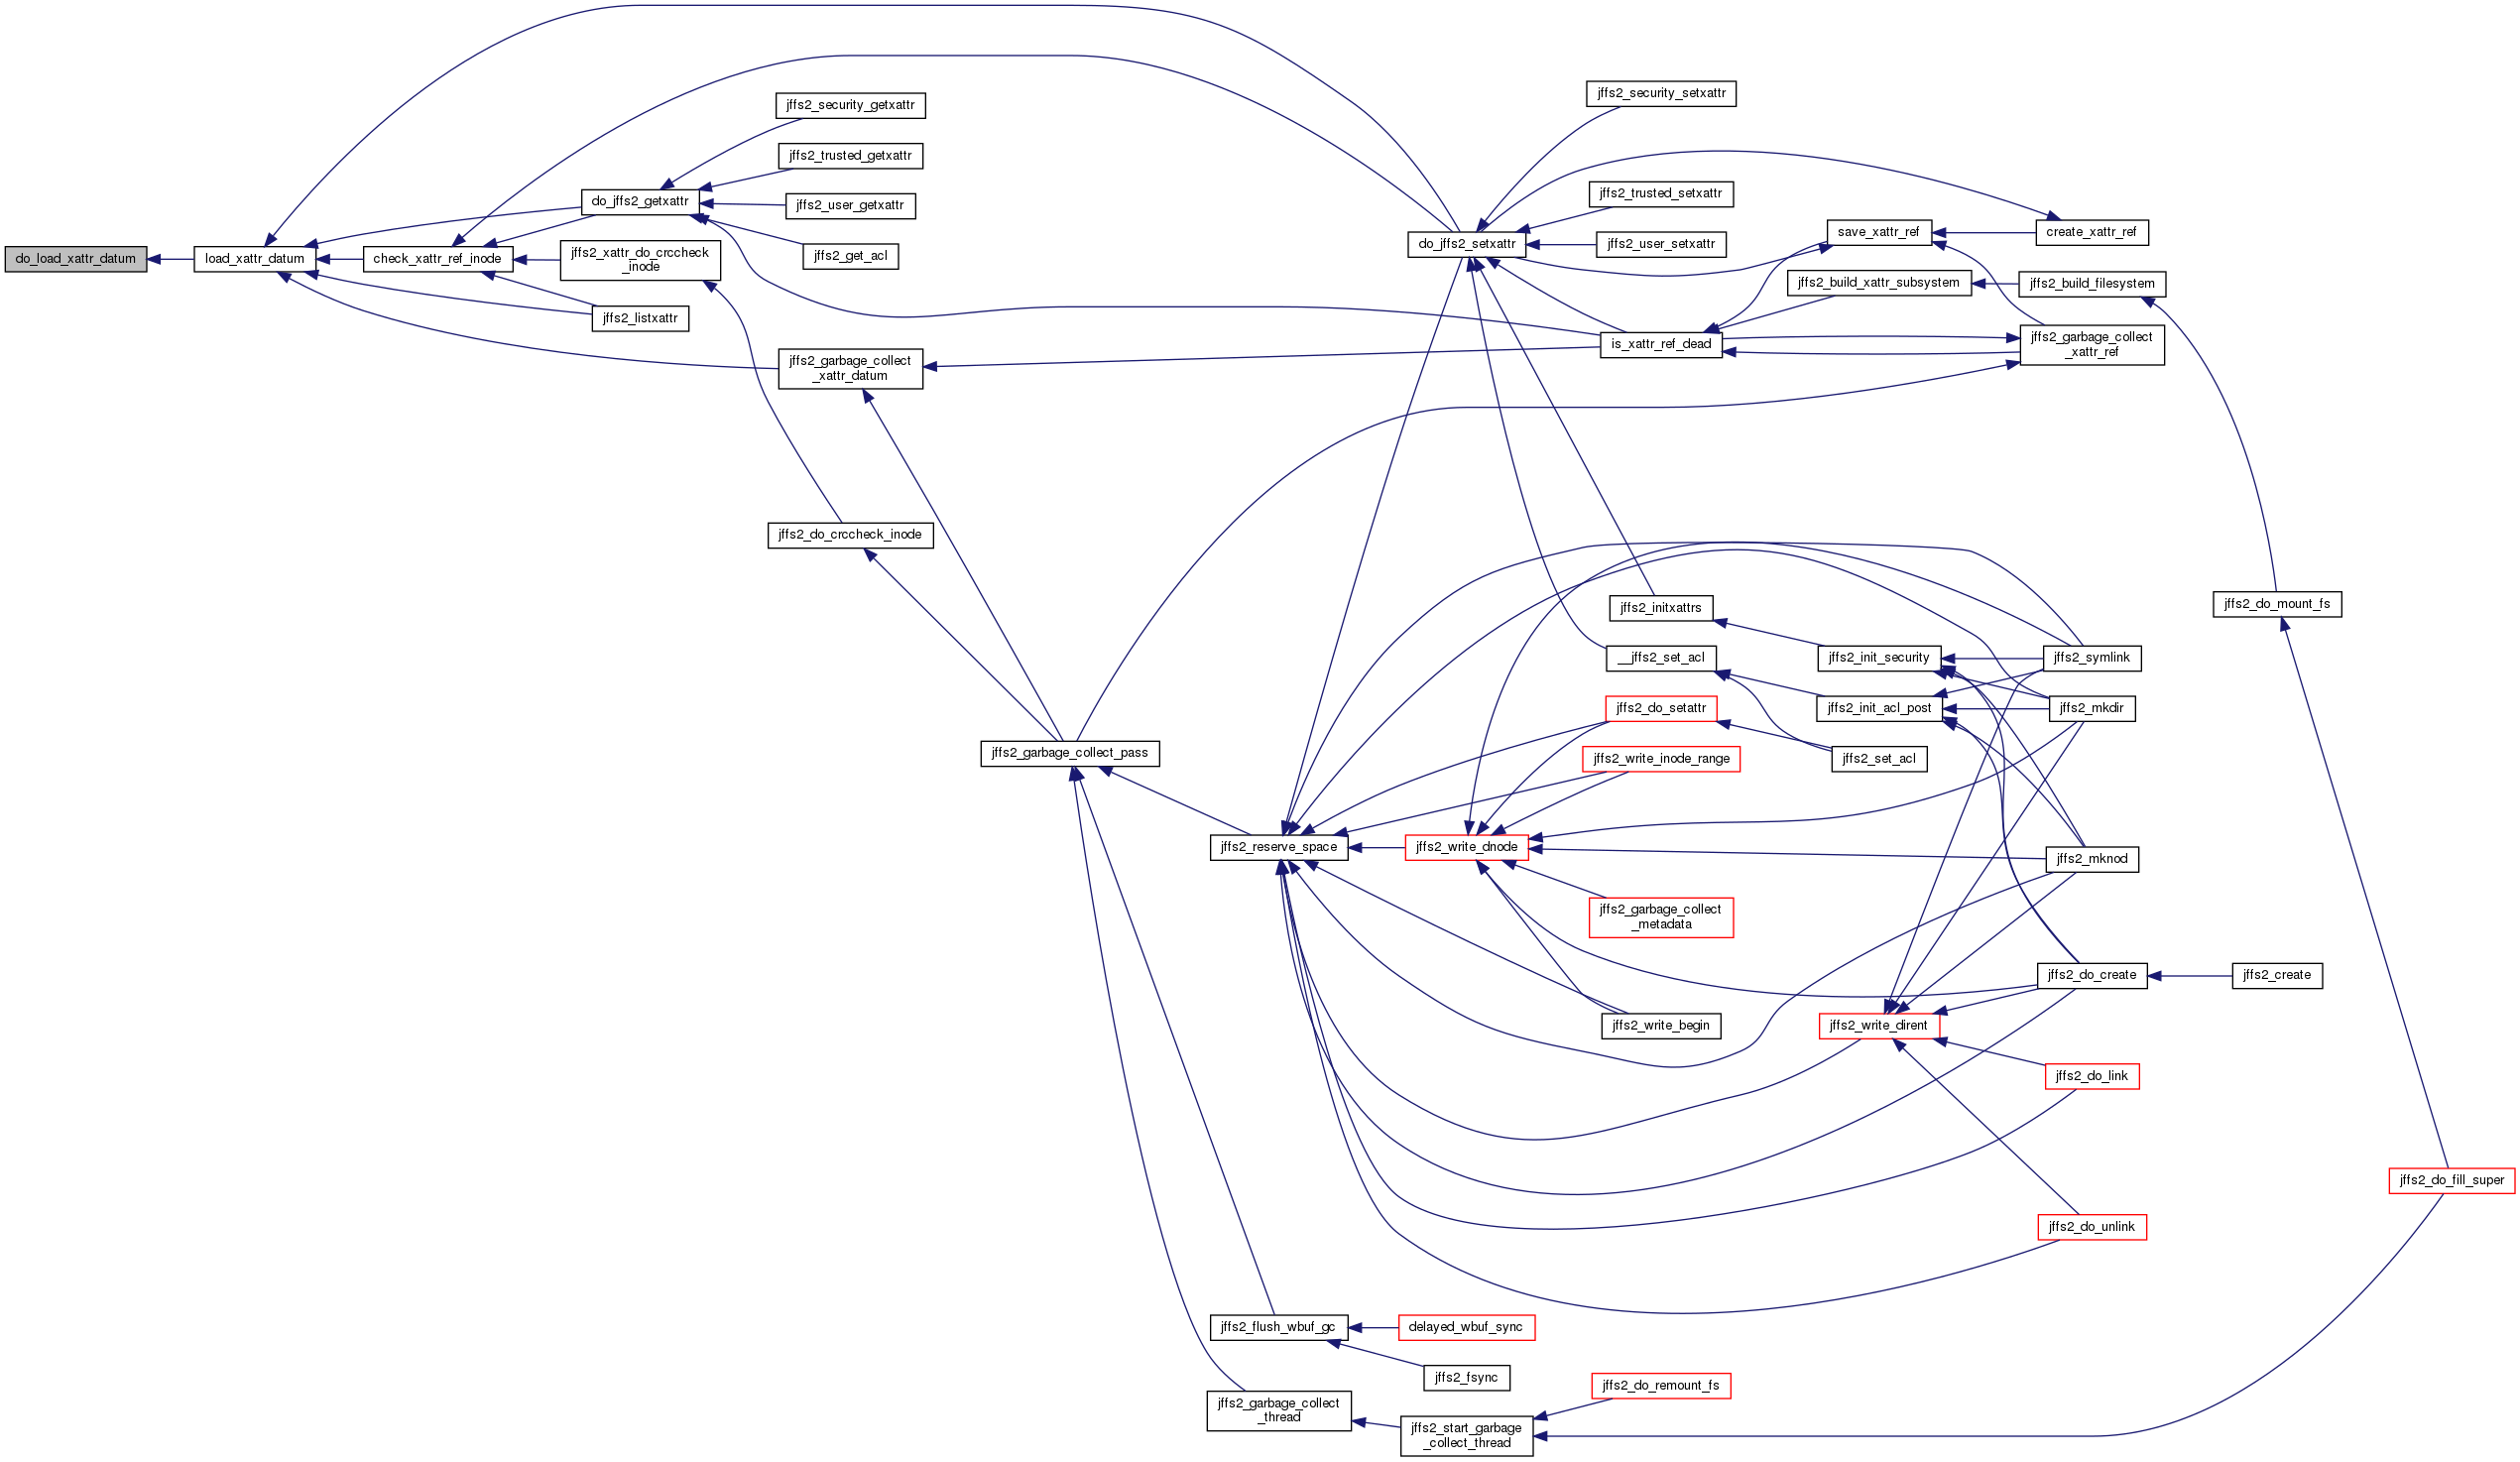 do_load_xattr_datum
load_xattr_datum
check_xattr_ref_inode
do_jffs2_getxattr
jffs2_xattr_do_crccheck
_inode
jffs2_listxattr
jffs2_security_getxattr
jffs2_trusted_getxattr
jffs2_user_getxattr
jffs2_get_acl
jffs2_garbage_collect
_xattr_datum
jffs2_do_crccheck_inode
jffs2_garbage_collect_pass
jffs2_reserve_space
jffs2_flush_wbuf_gc
jffs2_garbage_collect
_thread
do_jffs2_setxattr
jffs2_write_dnode
delayed_wbuf_sync
jffs2_fsync
jffs2_start_garbage
_collect_thread
jffs2_security_setxattr
jffs2_trusted_setxattr
jffs2_user_setxattr
is_xattr_ref_dead
jffs2_initxattrs
__jffs2_set_acl
jffs2_do_setattr
jffs2_write_inode_range
jffs2_garbage_collect
_metadata
jffs2_write_begin
jffs2_do_remount_fs
save_xattr_ref
jffs2_build_xattr_subsystem
jffs2_init_security
jffs2_init_acl_post
jffs2_set_acl
jffs2_write_dirent
create_xattr_ref
jffs2_build_filesystem
jffs2_garbage_collect
_xattr_ref
jffs2_symlink
jffs2_mkdir
jffs2_mknod
jffs2_do_create
jffs2_do_link
jffs2_do_unlink
jffs2_do_mount_fs
jffs2_create
jffs2_do_fill_super